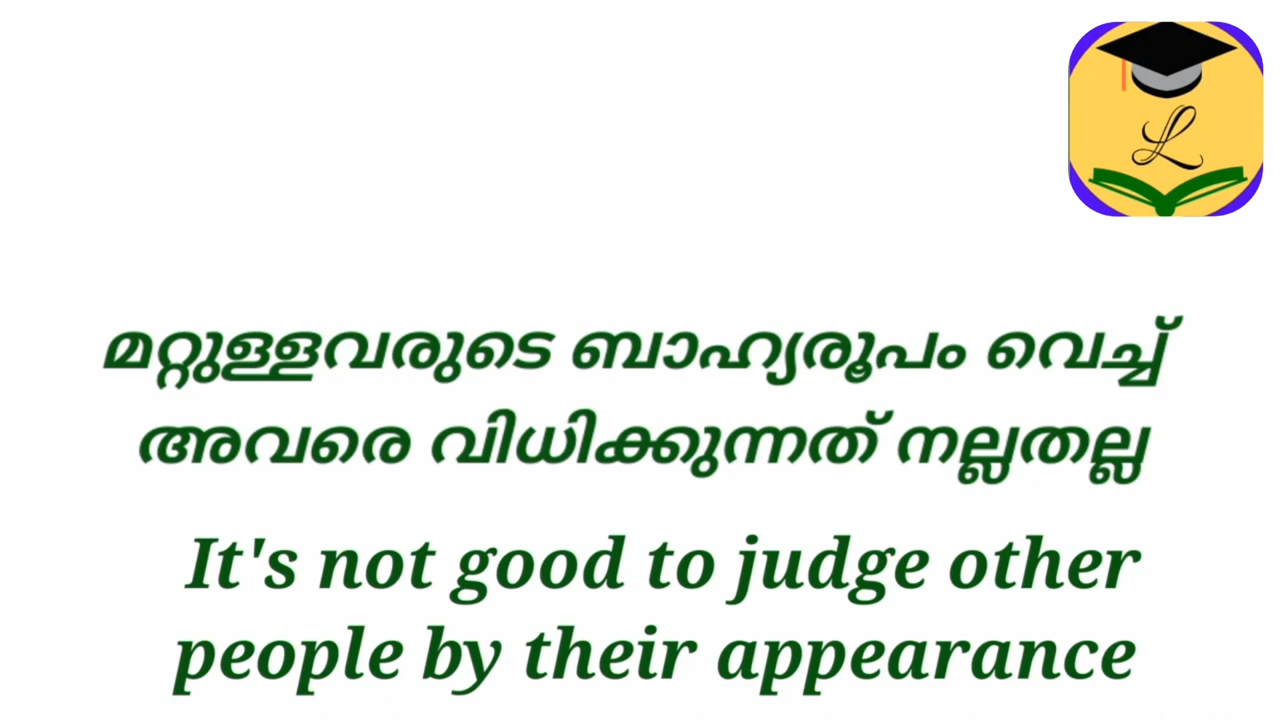 L
മറ്റുള്ളവരുടെ ബാഹ്യരൂപം വെച്ച്
അവരെ വിധിക്കുന്നത് നല്ലതല്ല
It's not good to judge other
people by their appearance